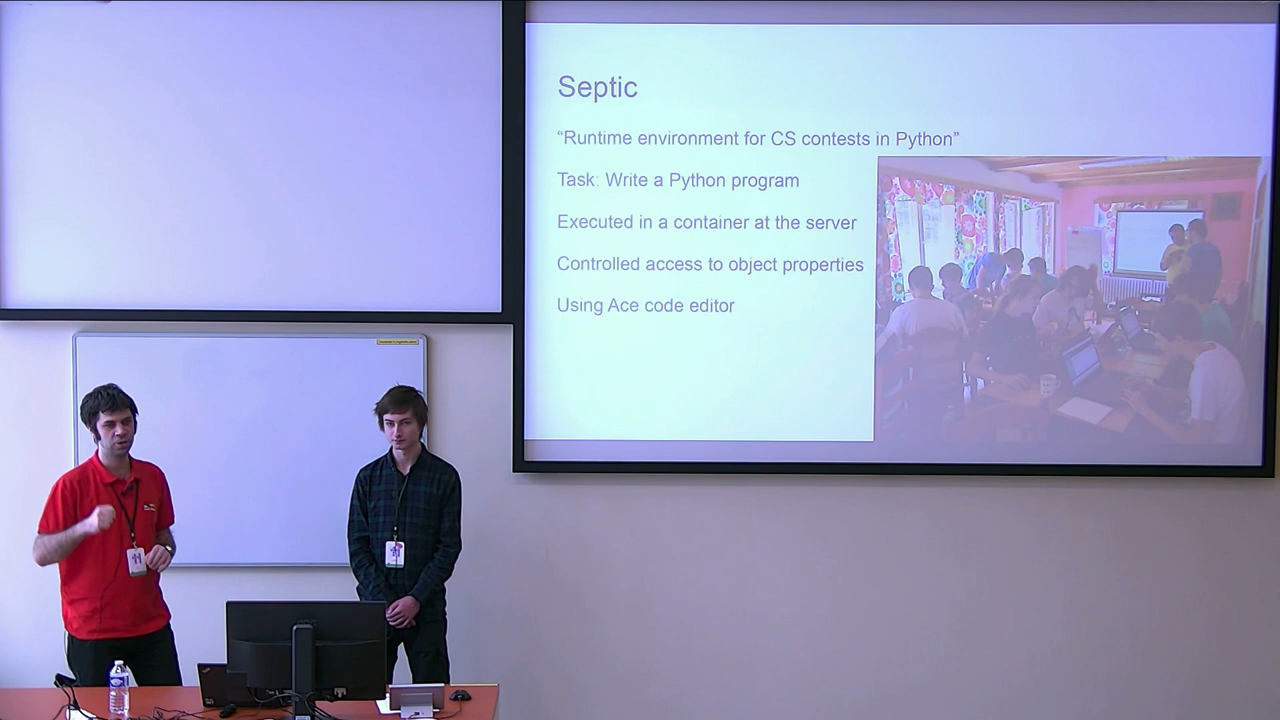 Septic
“Runtime environment for CS contests in Python”
Task: Write a Python program
Executed in a container at the server
Controlled access to object properties
Using Ace code editor